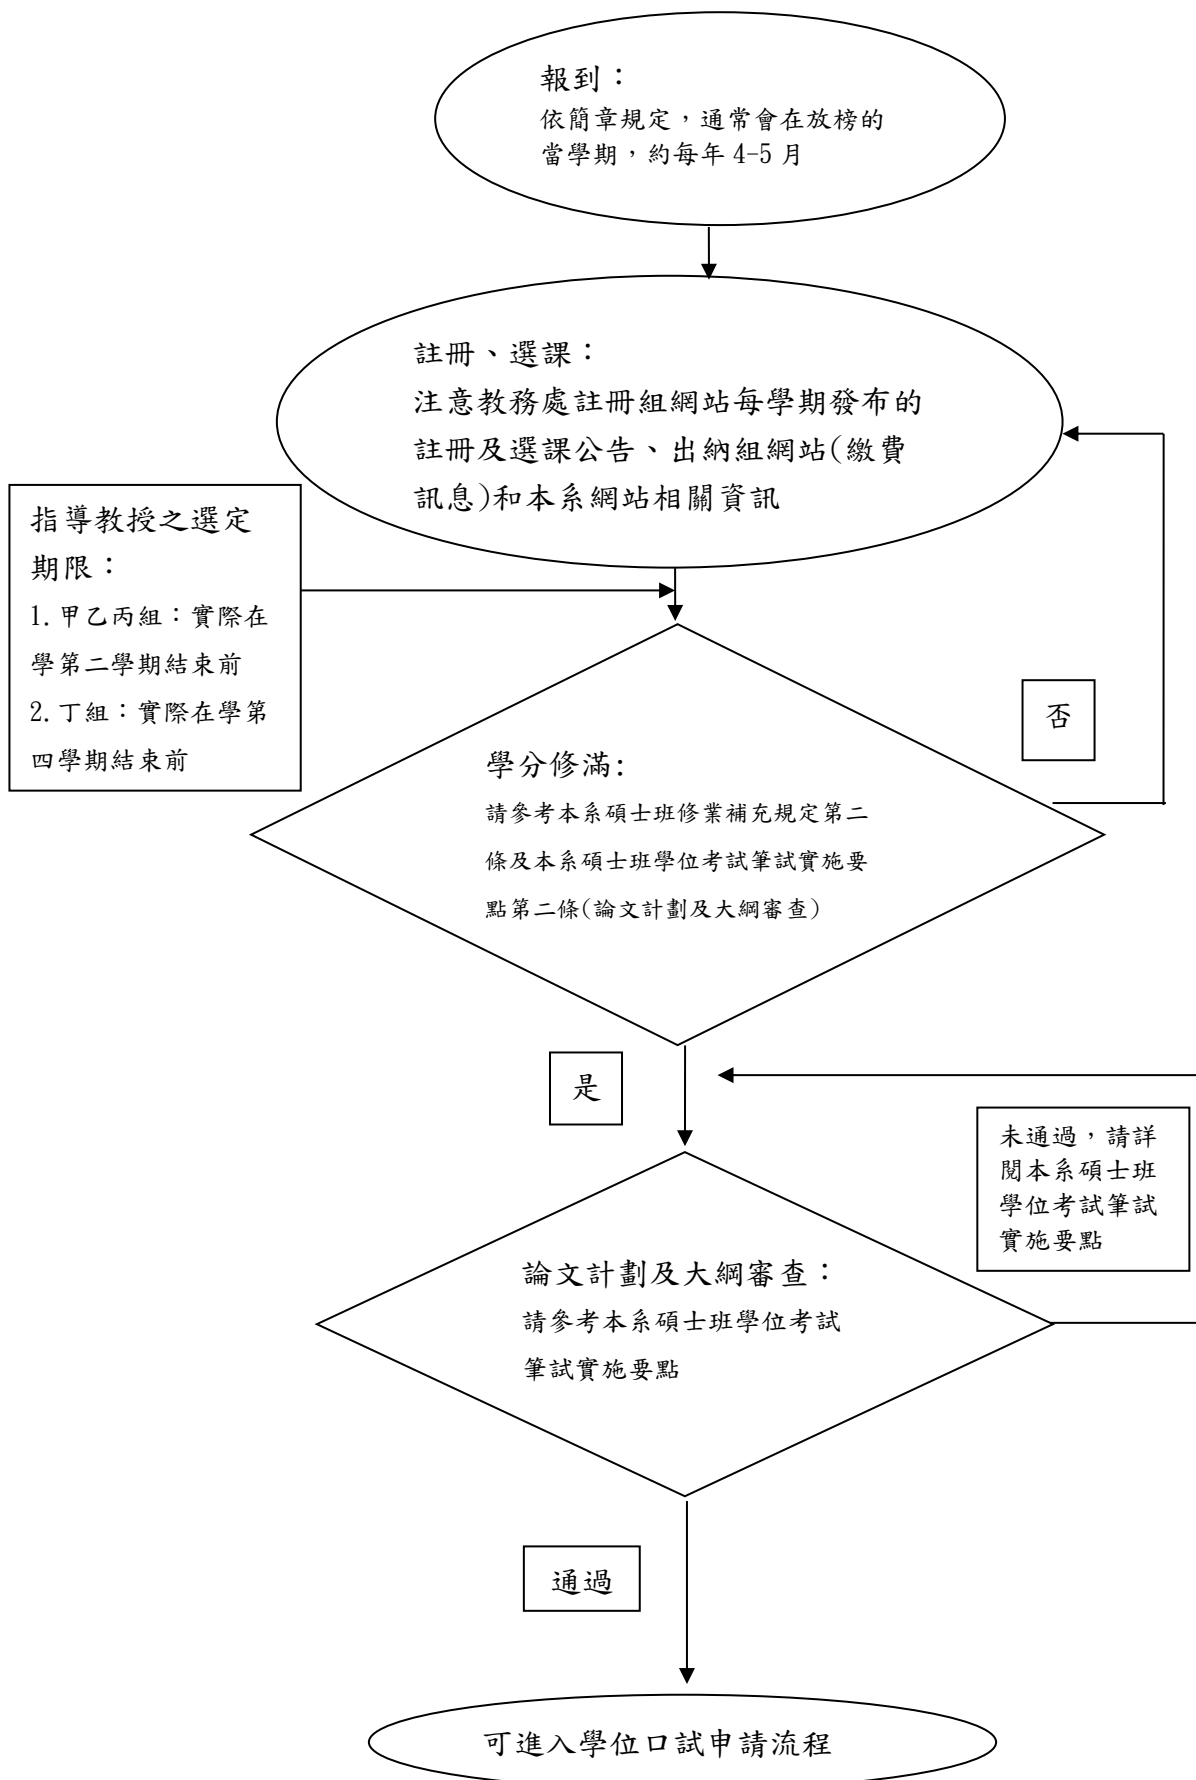 報到：
依簡章規定，通常會在放榜的
當學期，約每年 4-5 月
註冊、選課：
注意教務處註冊組網站每學期發布的
註冊及選課公告、出納組網站(繳費
訊息)和本系網站相關資訊
指導教授之選定
期限：
1. 甲乙丙組：實際在
學第二學期結束前
2. 丁組：實際在學第
四學期結束前
否
學分修滿:
請參考本系碩士班修業補充規定第二
條及本系碩士班學位考試筆試實施要
點第二條(論文計劃及大綱審查)
是
未通過，請詳
閱本系碩士班
學位考試筆試
實施要點
論文計劃及大綱審查：
請參考本系碩士班學位考試
筆試實施要點
通過
可進入學位口試申請流程